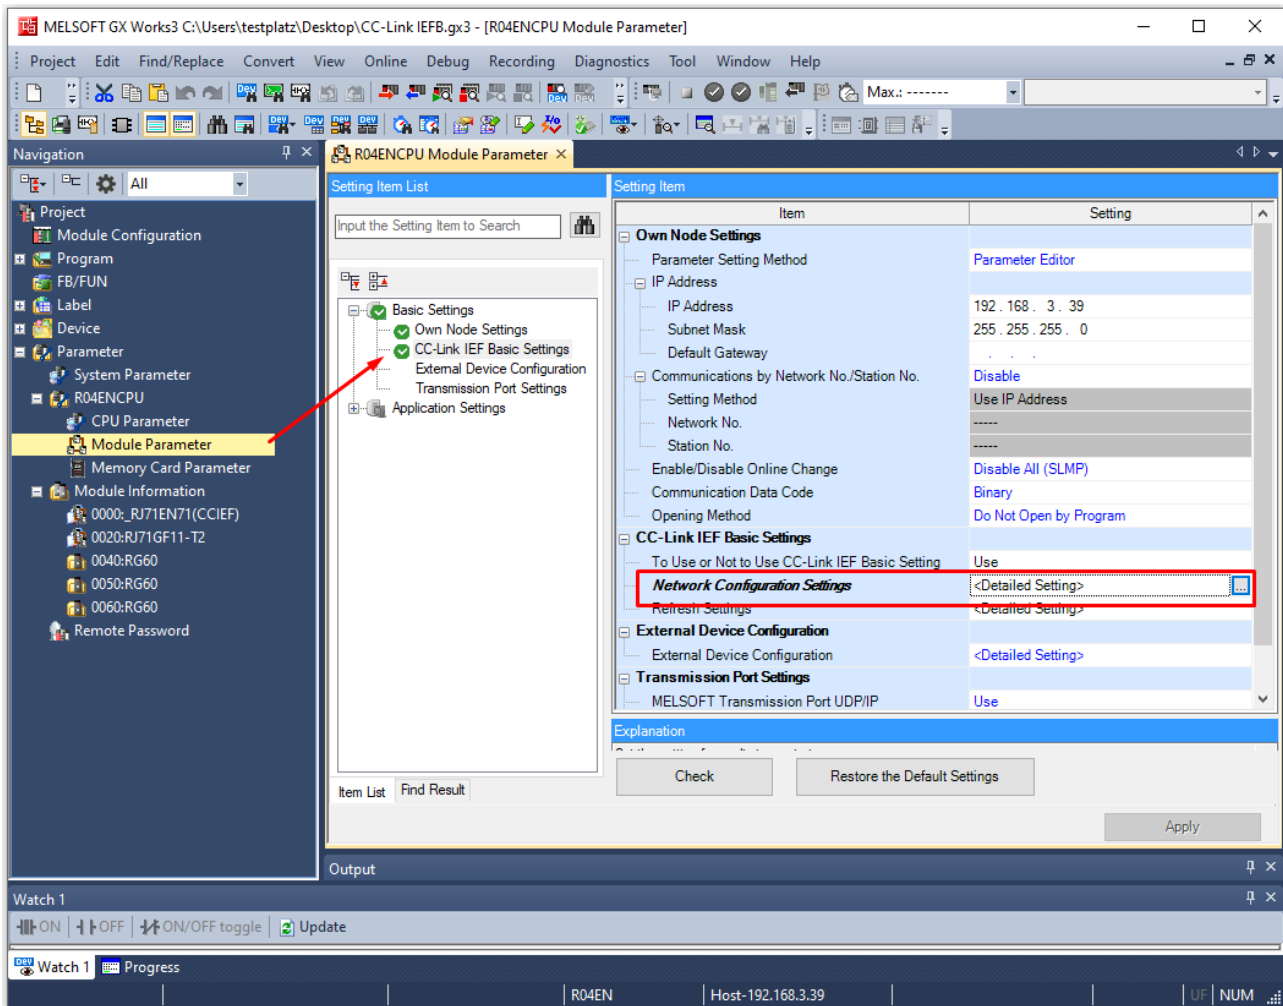 MELSOFT GX Works3 C:\Users\testplatz\Desktop\CC-Link IEFB.gx3 - [R04ENCPU Module Parameter]
Project Edit Find/Replace Convert View Online Debug Recording Diagnostics Tool Window Help
Max.: -------
Navigation
All
Project
Module Configuration
Program
FB/FUN
Label
Device
Parameter
System Parameter
R04ENCPU
CPU Parameter
Module Parameter
Memory Card Parameter
Module Information
0000:_RJ71EN71(CCIEF)
0020:RJ71GF11-T2
0040:RG60
0050:RG60
0060:RG60
Remote Password
R04ENCPU Module Parameter
Setting Item List
Input the Setting Item to Search
Basic Settings
Own Node Settings
CC-Link IEF Basic Settings
External Device Configuration
Transmission Port Settings
Application Settings
Item List Find Result
Setting Item
Item Setting
Own Node Settings
Parameter Setting Method Parameter Editor
IP Address
IP Address 192 . 168 . 3 . 39
Subnet Mask 255 . 255 . 255 . 0
Default Gateway . . .
Communications by Network No./Station No. Disable
Setting Method Use IP Address
Network No. -----
Station No. -----
Enable/Disable Online Change Disable All (SLMP)
Communication Data Code Binary
Opening Method Do Not Open by Program
CC-Link IEF Basic Settings
To Use or Not to Use CC-Link IEF Basic Setting Use
Network Configuration Settings <Detailed Setting> ...
Refresh Settings <Detailed Setting>
External Device Configuration
External Device Configuration <Detailed Setting>
Transmission Port Settings
MELSOFT Transmission Port UDP/IP Use
Explanation
Check Restore the Default Settings
Apply
Output
Watch 1
ON OFF ON/OFF toggle Update
Watch 1 Progress
R04EN Host-192.168.3.39 UF NUM